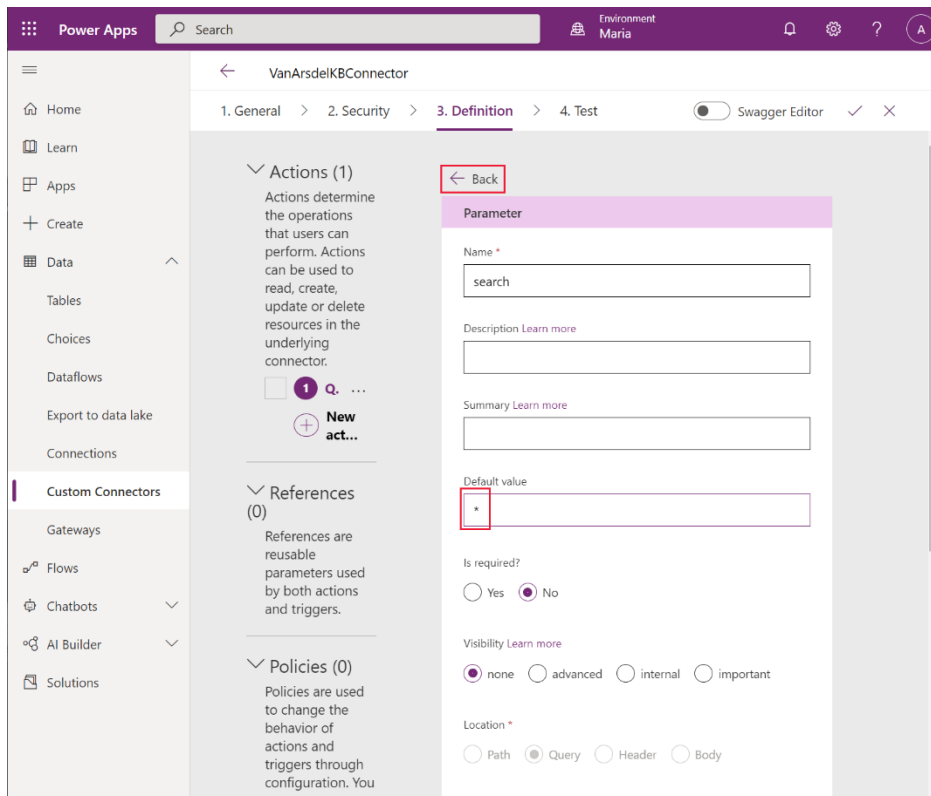 Power Apps
Search
Environment
Maria
?
A
VanArsdelKBConnector
1. General > 2. Security > 3. Definition > 4. Test
Swagger Editor
Home
Learn
Apps
Create
Data
Tables
Choices
Dataflows
Export to data lake
Connections
Custom Connectors
Gateways
Flows
Chatbots
AI Builder
Solutions
Actions (1)
Actions determine
the operations
that users can
perform. Actions
can be used to
read, create,
update or delete
resources in the
underlying
connector.
1 Q. ...
New
act...
References
(0)
References are
reusable
parameters used
by both actions
and triggers.
Policies (0)
Policies are used
to change the
behavior of
actions and
triggers through
configuration. You
Back
Parameter
Name *
search
Description Learn more
Summary Learn more
Default value
*
Is required?
Yes No
Visibility Learn more
none advanced internal important
Location *
Path Query Header Body